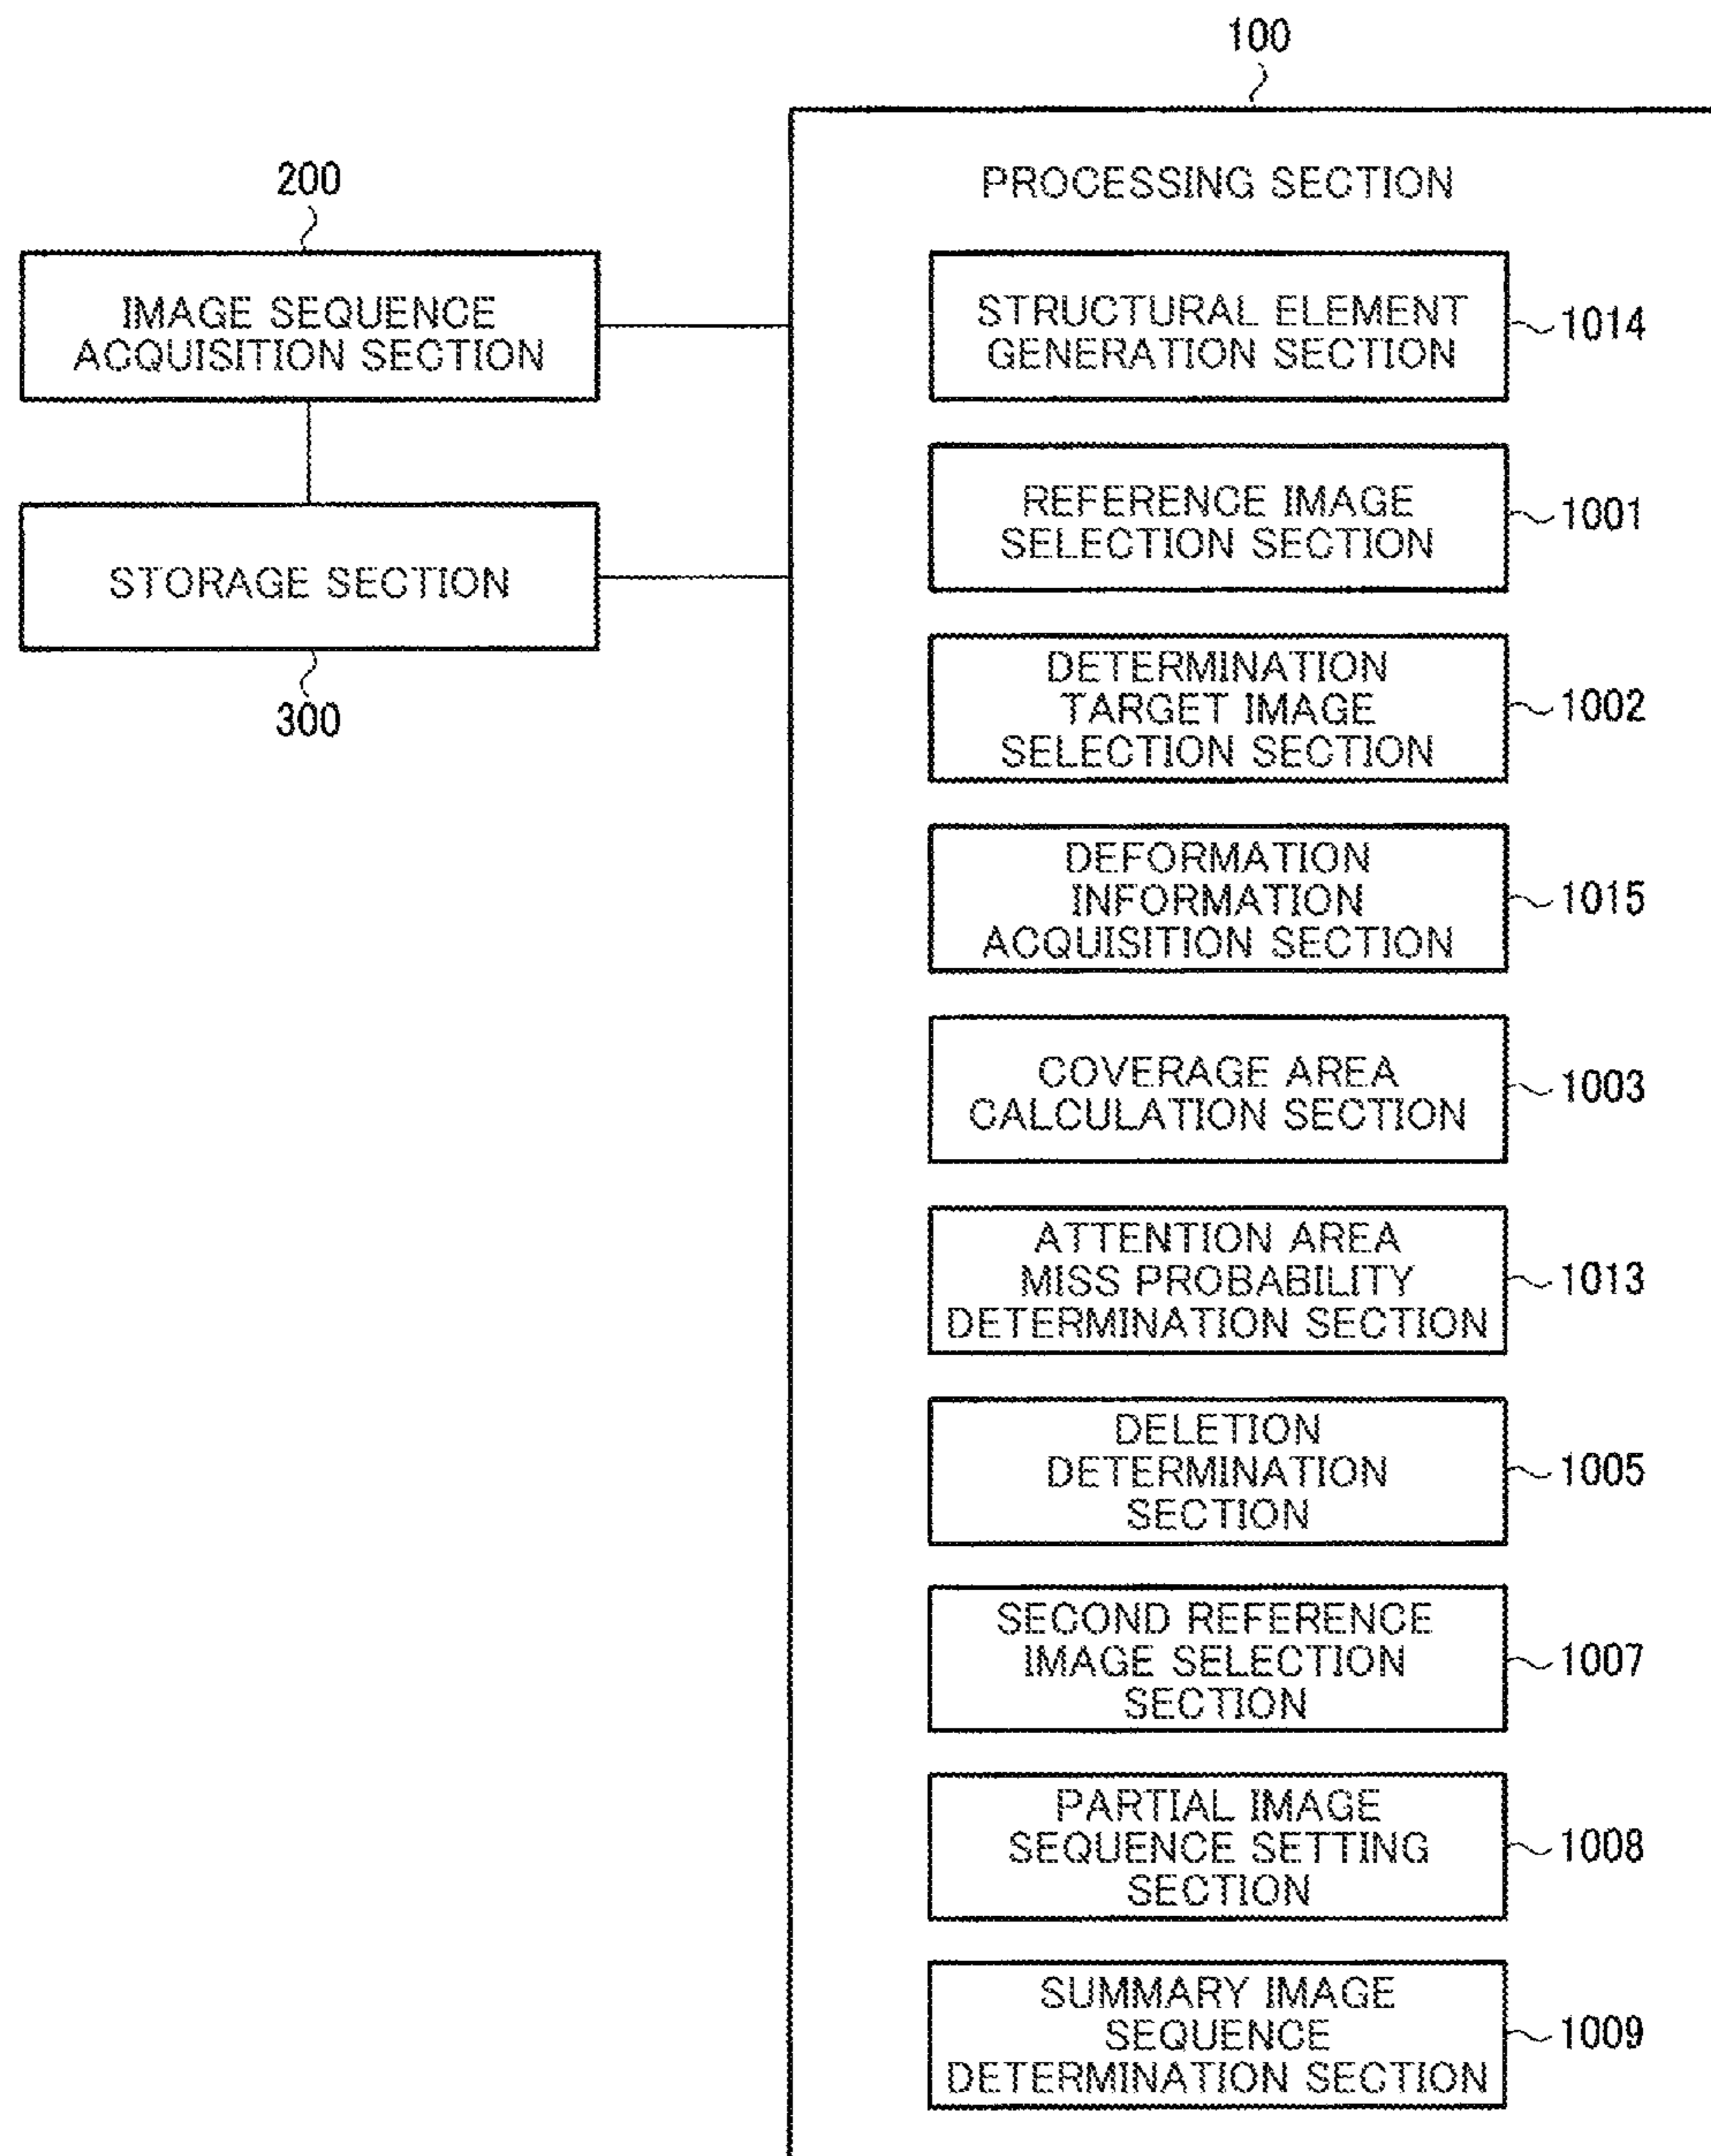 100
PROCESSING SECTION
200
IMAGE SEQUENCE
ACQUISITION SECTION
STORAGE SECTION
300
STRUCTURAL ELEMENT
GENERATION SECTION
1014
REFERENCE IMAGE
SELECTION SECTION
1001
DETERMINATION
TARGET IMAGE
SELECTION SECTION
1002
DEFORMATION
INFORMATION
ACQUISITION SECTION
1015
COVERAGE AREA
CALCULATION SECTION
1003
ATTENTION AREA
MISS PROBABILITY
DETERMINATION SECTION
1013
DELETION
DETERMINATION
SECTION
1005
SECOND REFERENCE
IMAGE SELECTION
SECTION
1007
PARTIAL IMAGE
SEQUENCE SETTING
SECTION
1008
SUMMARY IMAGE
SEQUENCE
DETERMINATION SECTION
1009